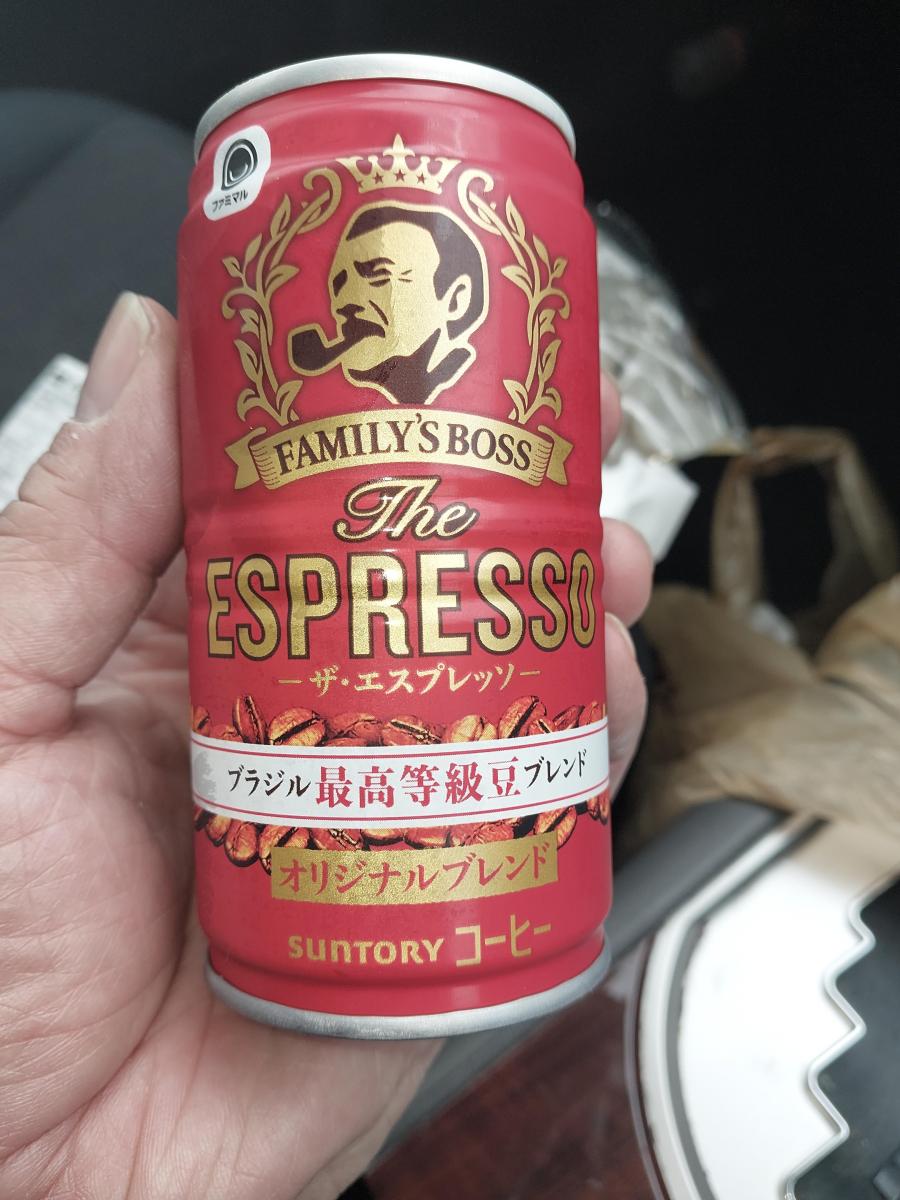 ファミマル
FAMILY'S BOSS
The
ESPRESSO
ー ザ・エスプレッソ ー
ブラジル最高等級豆ブレンド
オリジナルブレンド
SUNTORY コーヒー